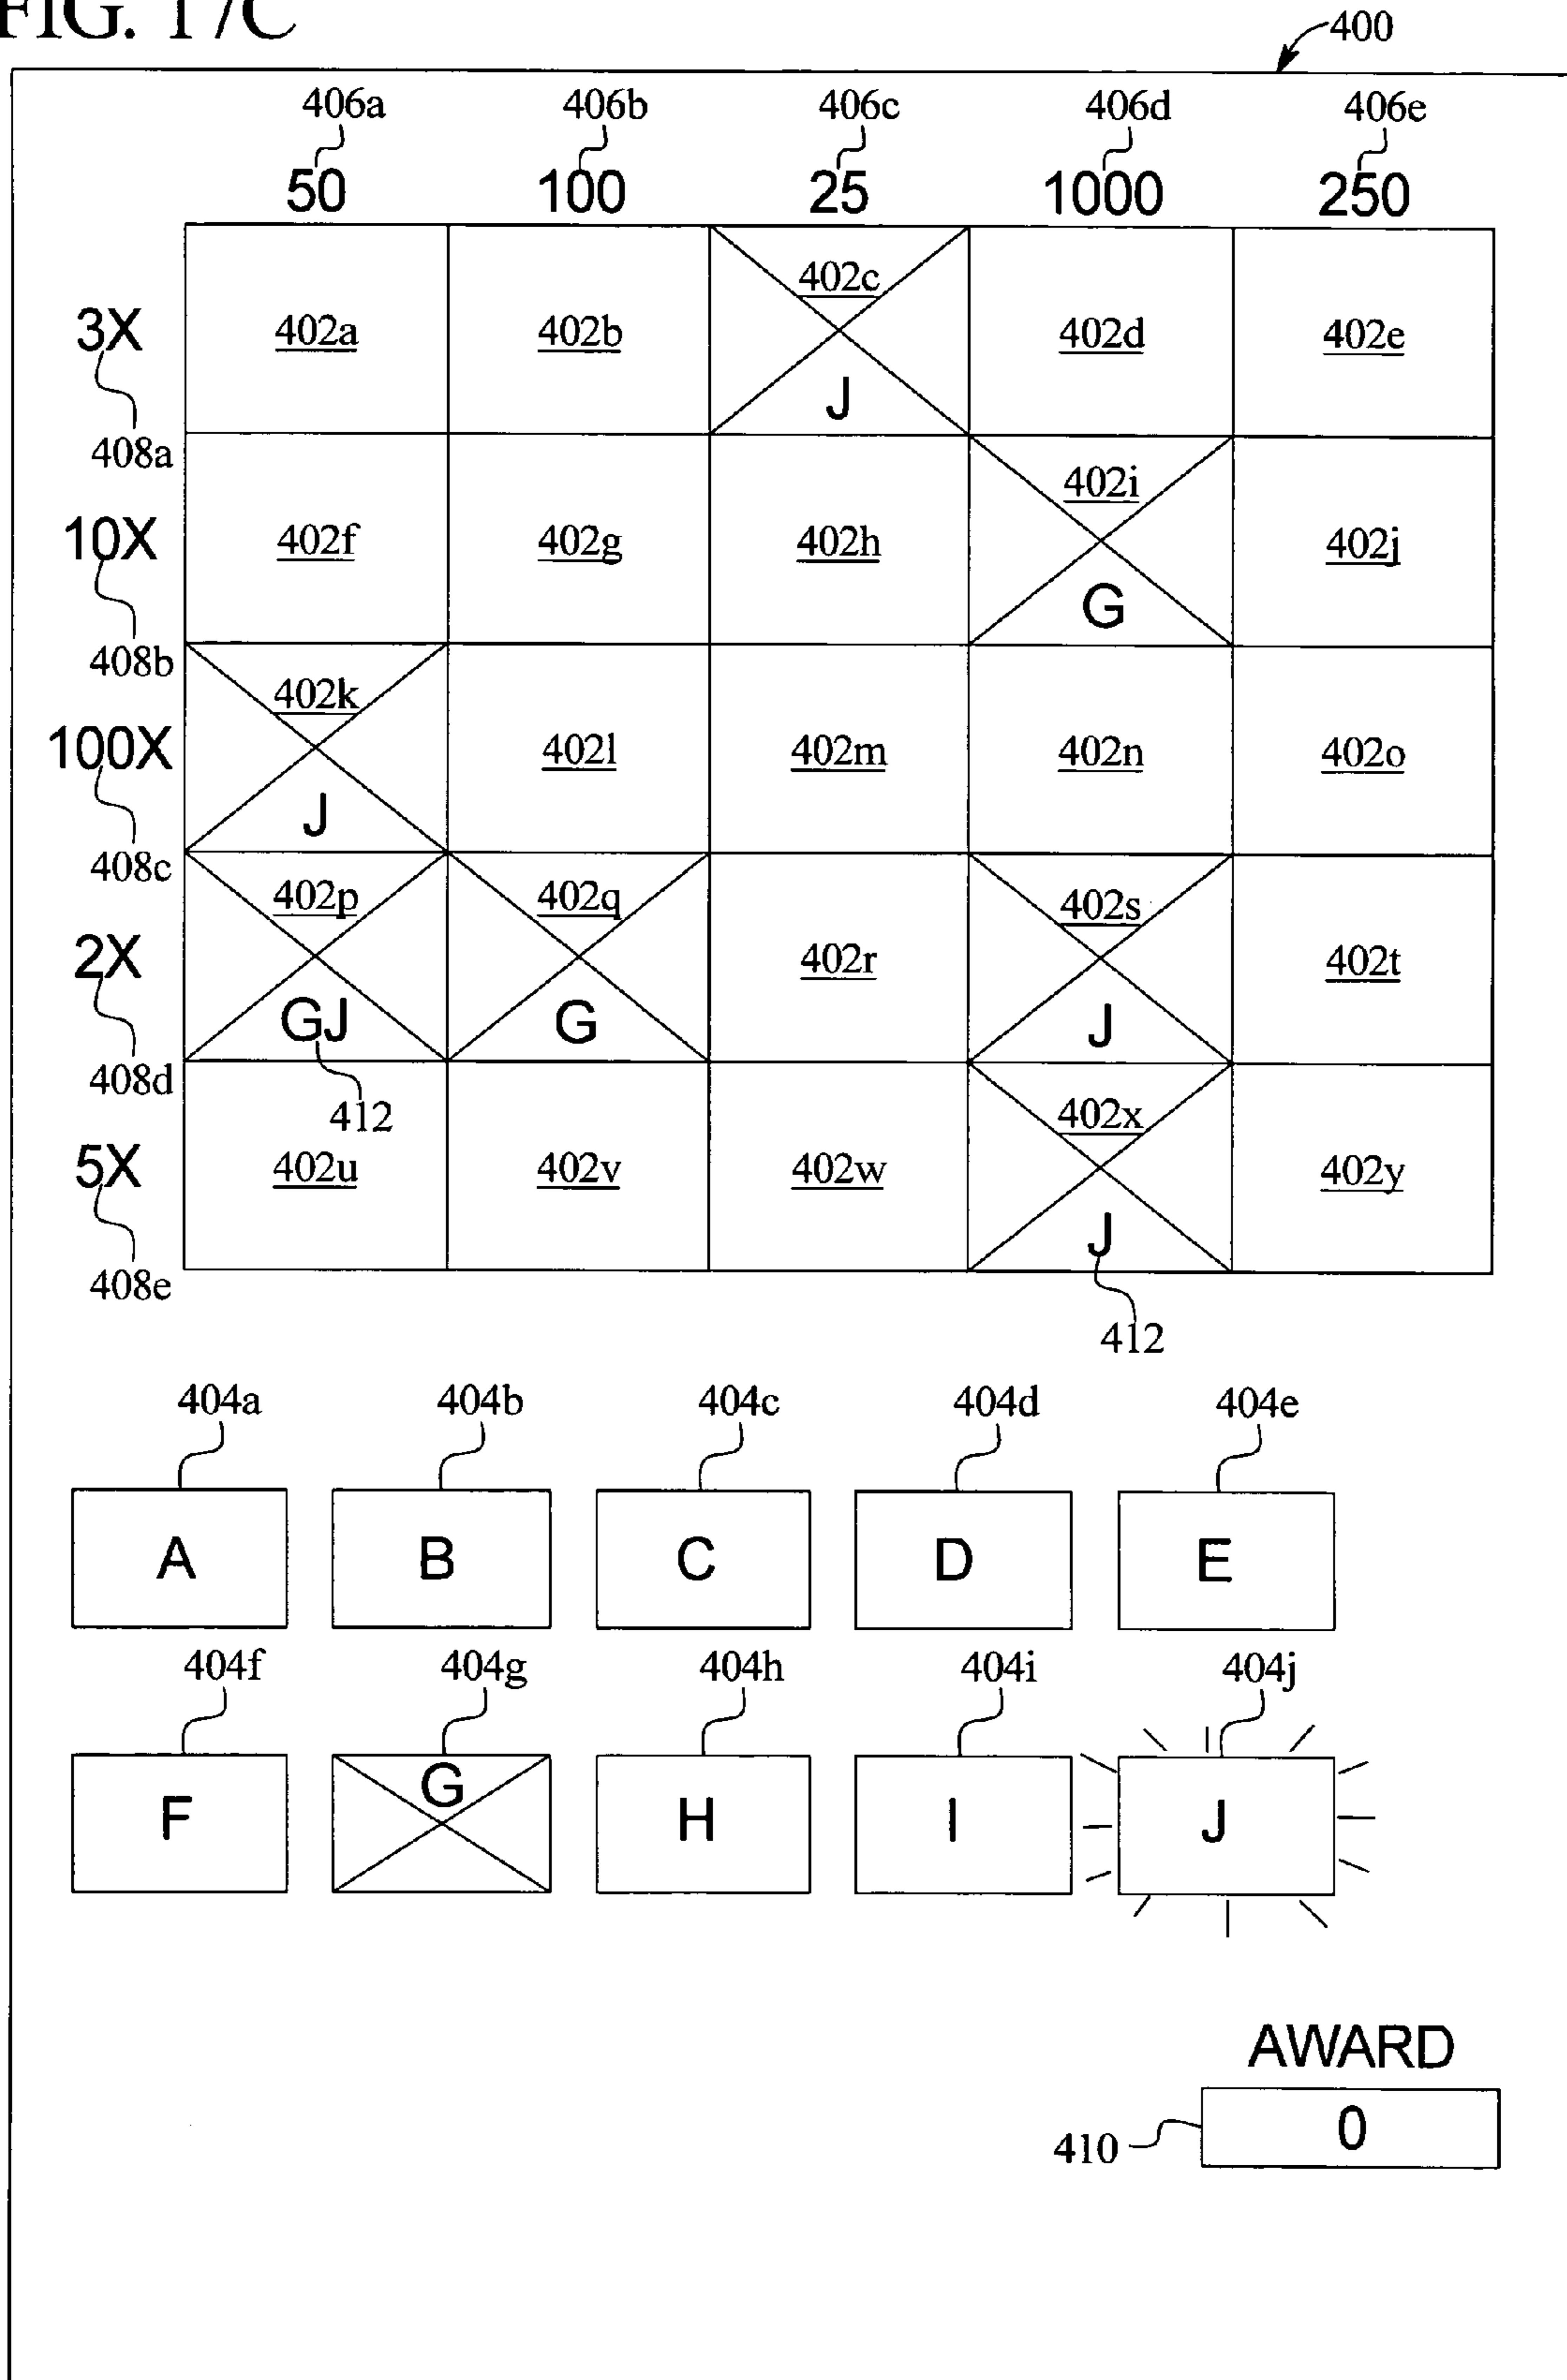 FIG. 17C
400
406a 406b 406c 406d 406e
50 100 25 1000 250
3X 402a 402b 402c 402d 402e
J
408a
10X 402f 402g 402h 402i 402j
G
408b
100X 402k 402l 402m 402n 402o
J
408c
2X 402p 402q 402r 402s 402t
GJ G J
408d
412
5X 402u 402v 402w 402x 402y
J
408e
412
404a 404b 404c 404d 404e
A B C D E
404f 404g 404h 404i 404j
F G H I J
AWARD
410 0